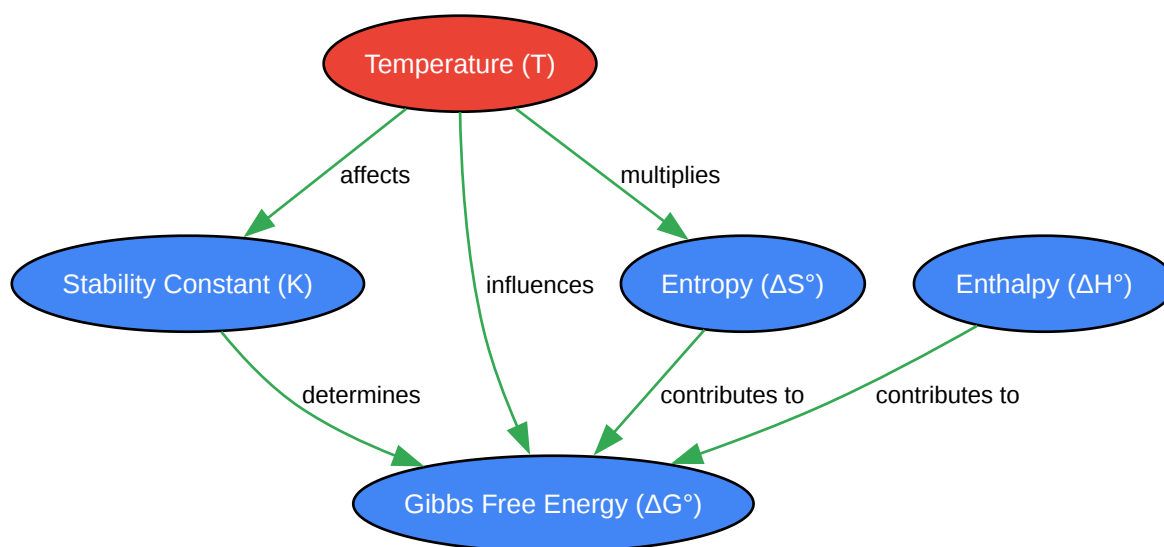 Temperature (T)
affects
multiplies
Stability Constant (K)
influences
Entropy (ΔS°)
Enthalpy (ΔH°)
determines
contributes to
contributes to
Gibbs Free Energy (ΔG°)